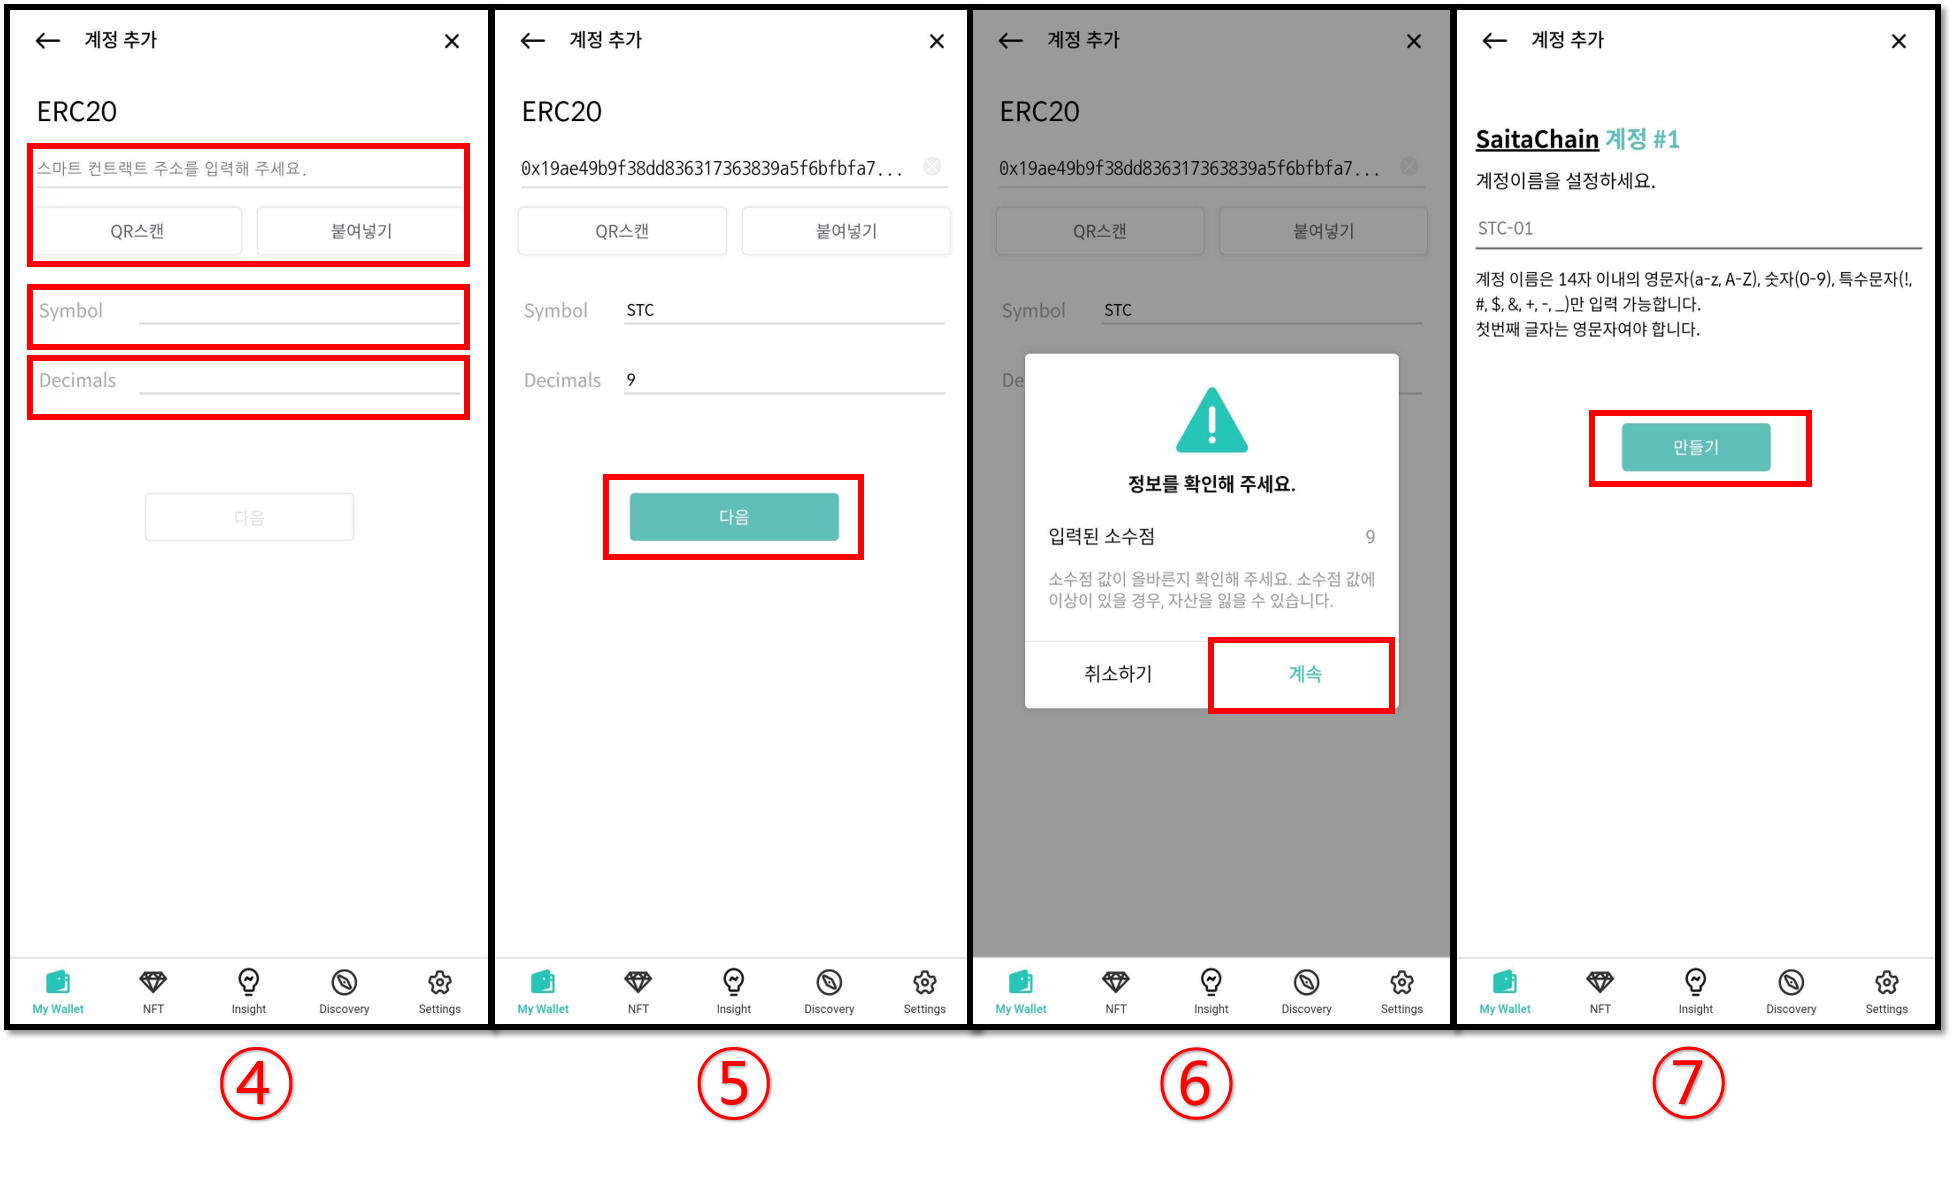 계정 추가
ERC20
스마트 컨트랙트 주소를 입력해 주세요.
QR스캔 붙여넣기
Symbol
Decimals
다음
My Wallet NFT Insight Discovery Settings
④
계정 추가
ERC20
0x19ae49b9f38dd836317363839a5f6bfbfa7...
QR스캔 붙여넣기
Symbol STC
Decimals 9
다음
My Wallet NFT Insight Discovery Settings
⑤
계정 추가
ERC20
0x19ae49b9f38dd836317363839a5f6bfbfa7...
QR스캔 붙여넣기
Symbol STC
De
정보를 확인해 주세요.
입력된 소수점 9
소수점 값이 올바른지 확인해 주세요. 소수점 값에
이상이 있을 경우, 자산을 잃을 수 있습니다.
취소하기 계속
My Wallet NFT Insight Discovery Settings
⑥
계정 추가
SaitaChain 계정 #1
계정이름을 설정하세요.
STC-01
계정 이름은 14자 이내의 영문자(a-z, A-Z), 숫자(0-9), 특수문자(!,
#, $, &, +, -, _)만 입력 가능합니다.
첫번째 글자는 영문자여야 합니다.
만들기
My Wallet NFT Insight Discovery Settings
⑦